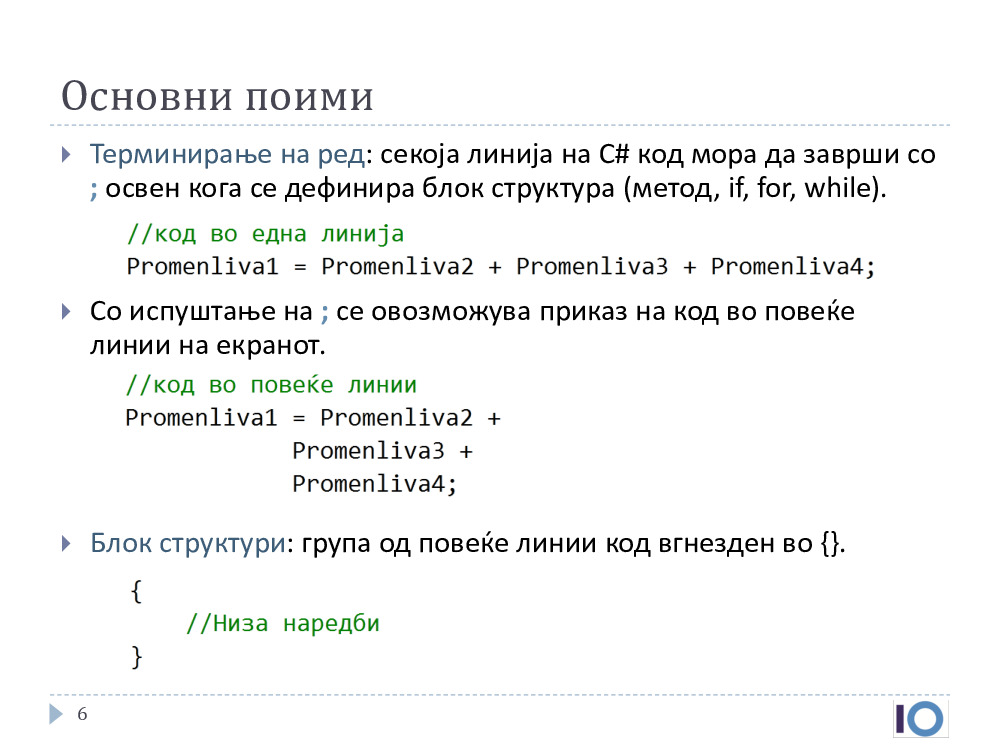 Основни поими
Терминирање на ред: секоја линија на C# код мора да заврши со
; освен кога се дефинира блок структура (метод, if, for, while).
//код во една линија
Promenliva1 = Promenliva2 + Promenliva3 + Promenliva4;
Со испуштање на ; се овозможува приказ на код во повеќе
линии на екранот.
//код во повеќе линии
Promenliva1 = Promenliva2 +
Promenliva3 +
Promenliva4;
Блок структури: група од повеќе линии код вгнезден во {}.
{
//Низа наредби
}
6
IO